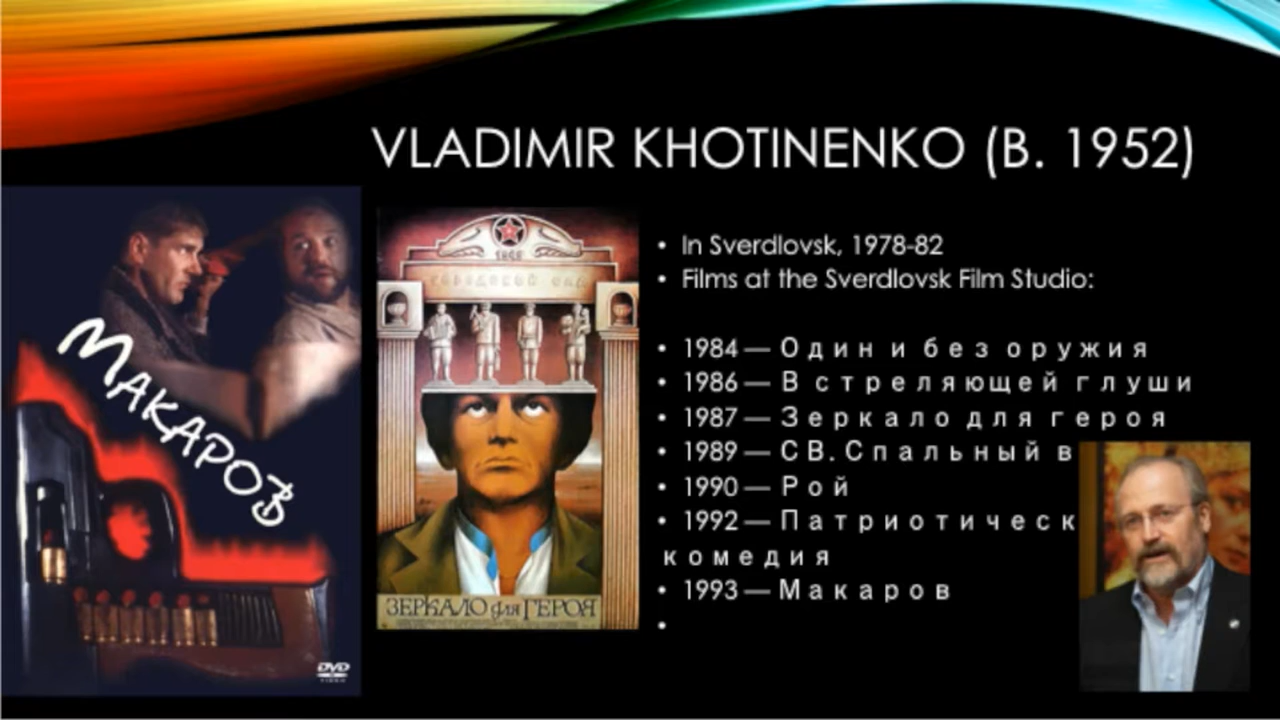 VLADIMIR KHOTINENKO (B. 1952)
• In Sverdlovsk, 1978-82
• Films at the Sverdlovsk Film Studio:
• 1984 — Один и без оружия
• 1986 — В стреляющей глуши
• 1987 — Зеркало для героя
• 1989 — СВ. Спальный в
• 1990 — Рой
• 1992 — Патриотическ
комедия
• 1993 — Макаров
•
МАКАРОВ
DVD
VIDEO
ЗЕРКАЛО для ГЕРОЯ